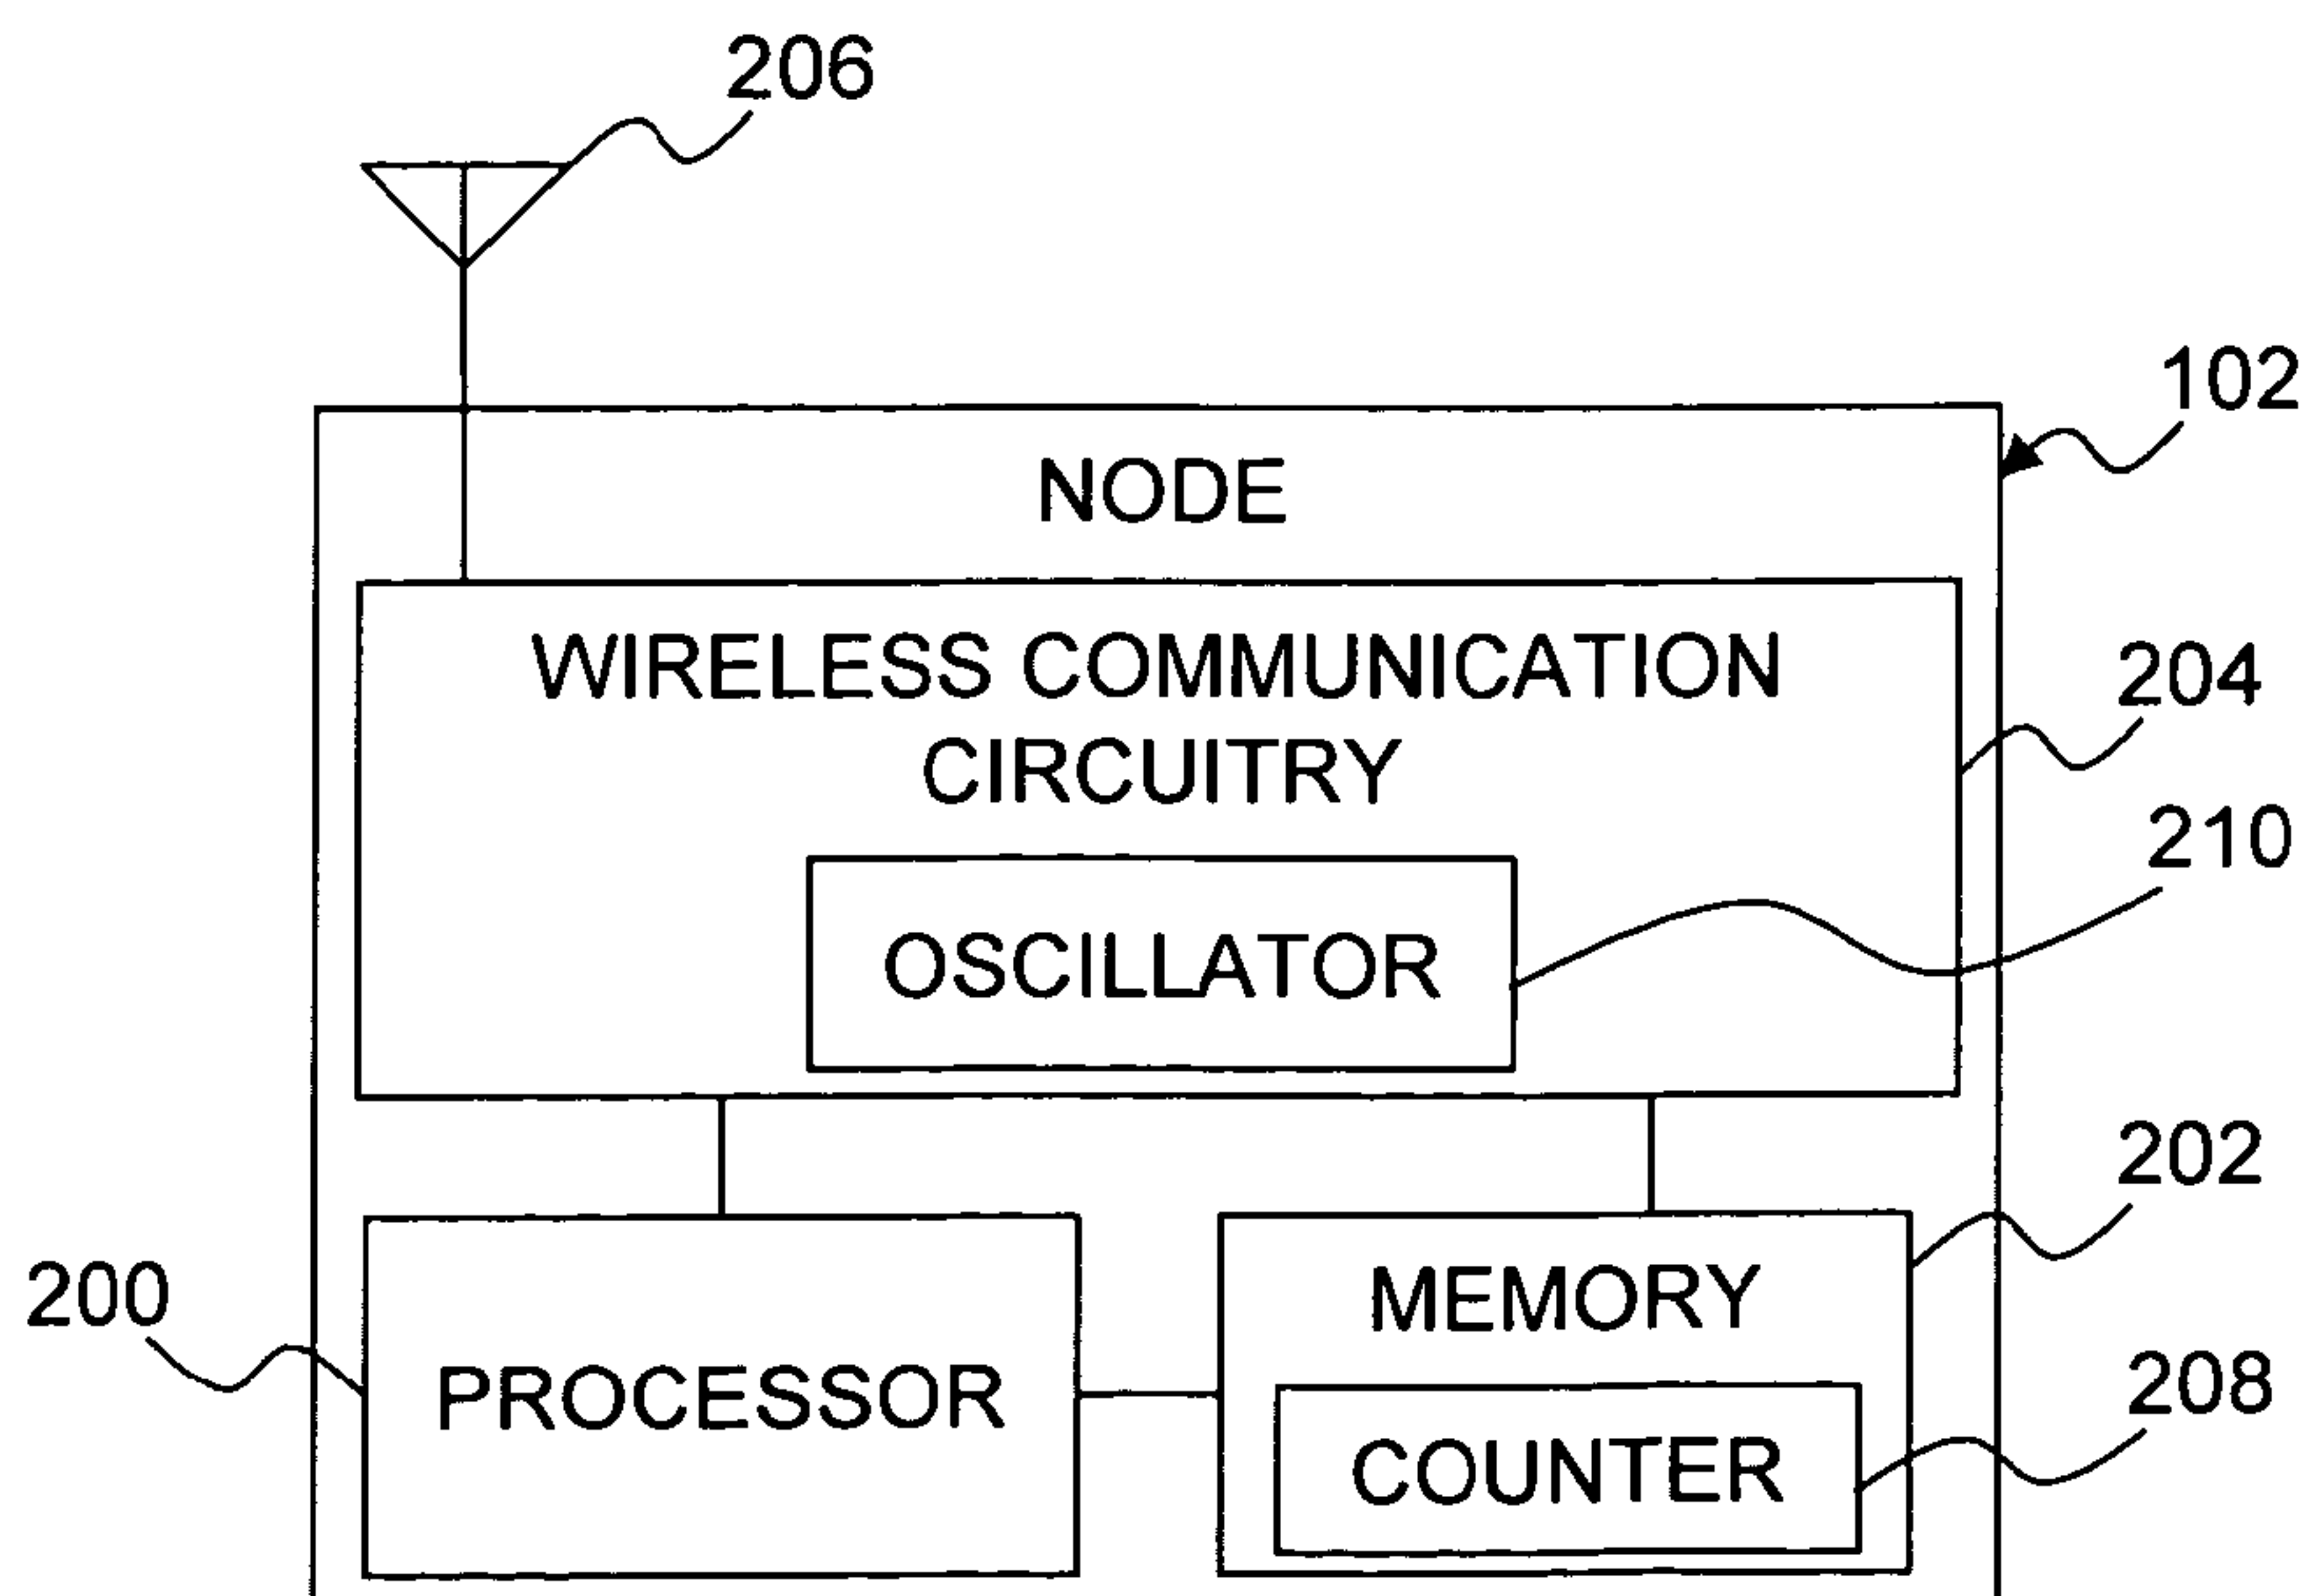 206
102
NODE
WIRELESS COMMUNICATION
CIRCUITRY
204
210
OSCILLATOR
202
200
MEMORY
PROCESSOR
208
COUNTER